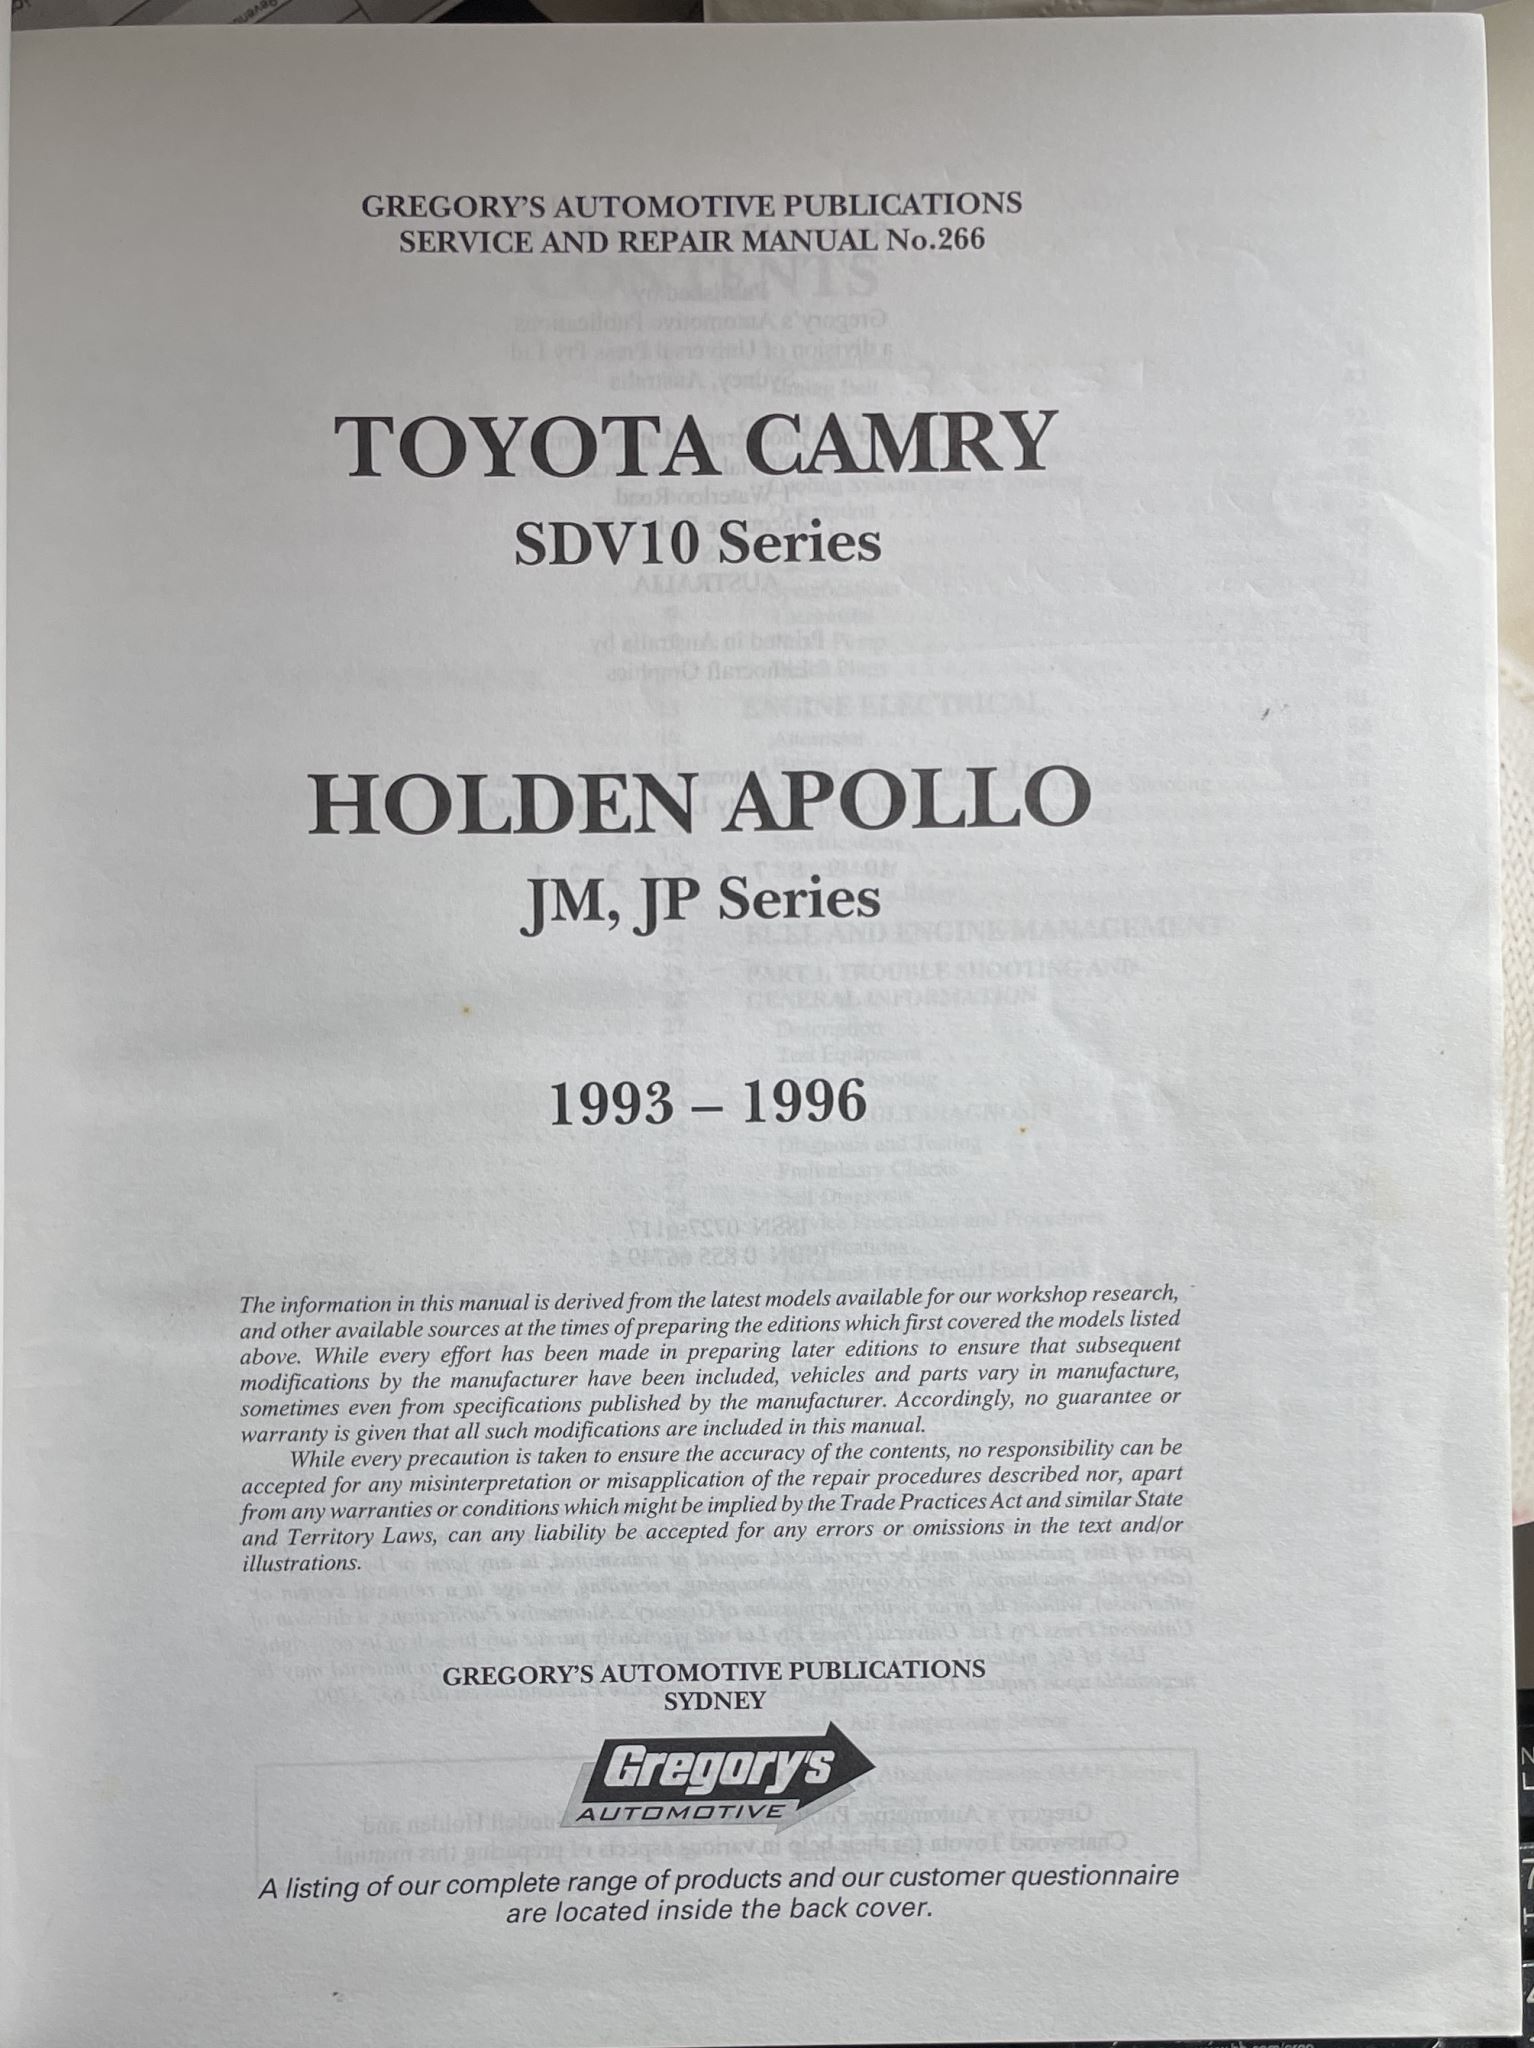 GREGORY'S AUTOMOTIVE PUBLICATIONS
SERVICE AND REPAIR MANUAL No.266
TOYOTA CAMRY
SDV10 Series
HOLDEN APOLLO
JM, JP Series
1993 – 1996
The information in this manual is derived from the latest models available for our workshop research,
and other available sources at the times of preparing the editions which first covered the models listed
above. While every effort has been made in preparing later editions to ensure that subsequent
modifications by the manufacturer have been included, vehicles and parts vary in manufacture,
sometimes even from specifications published by the manufacturer. Accordingly, no guarantee or
warranty is given that all such modifications are included in this manual.
While every precaution is taken to ensure the accuracy of the contents, no responsibility can be
accepted for any misinterpretation or misapplication of the repair procedures described nor, apart
from any warranties or conditions which might be implied by the Trade Practices Act and similar State
and Territory Laws, can any liability be accepted for any errors or omissions in the text and/or
illustrations.
GREGORY'S AUTOMOTIVE PUBLICATIONS
SYDNEY
Gregory's
AUTOMOTIVE
A listing of our complete range of products and our customer questionnaire
are located inside the back cover.